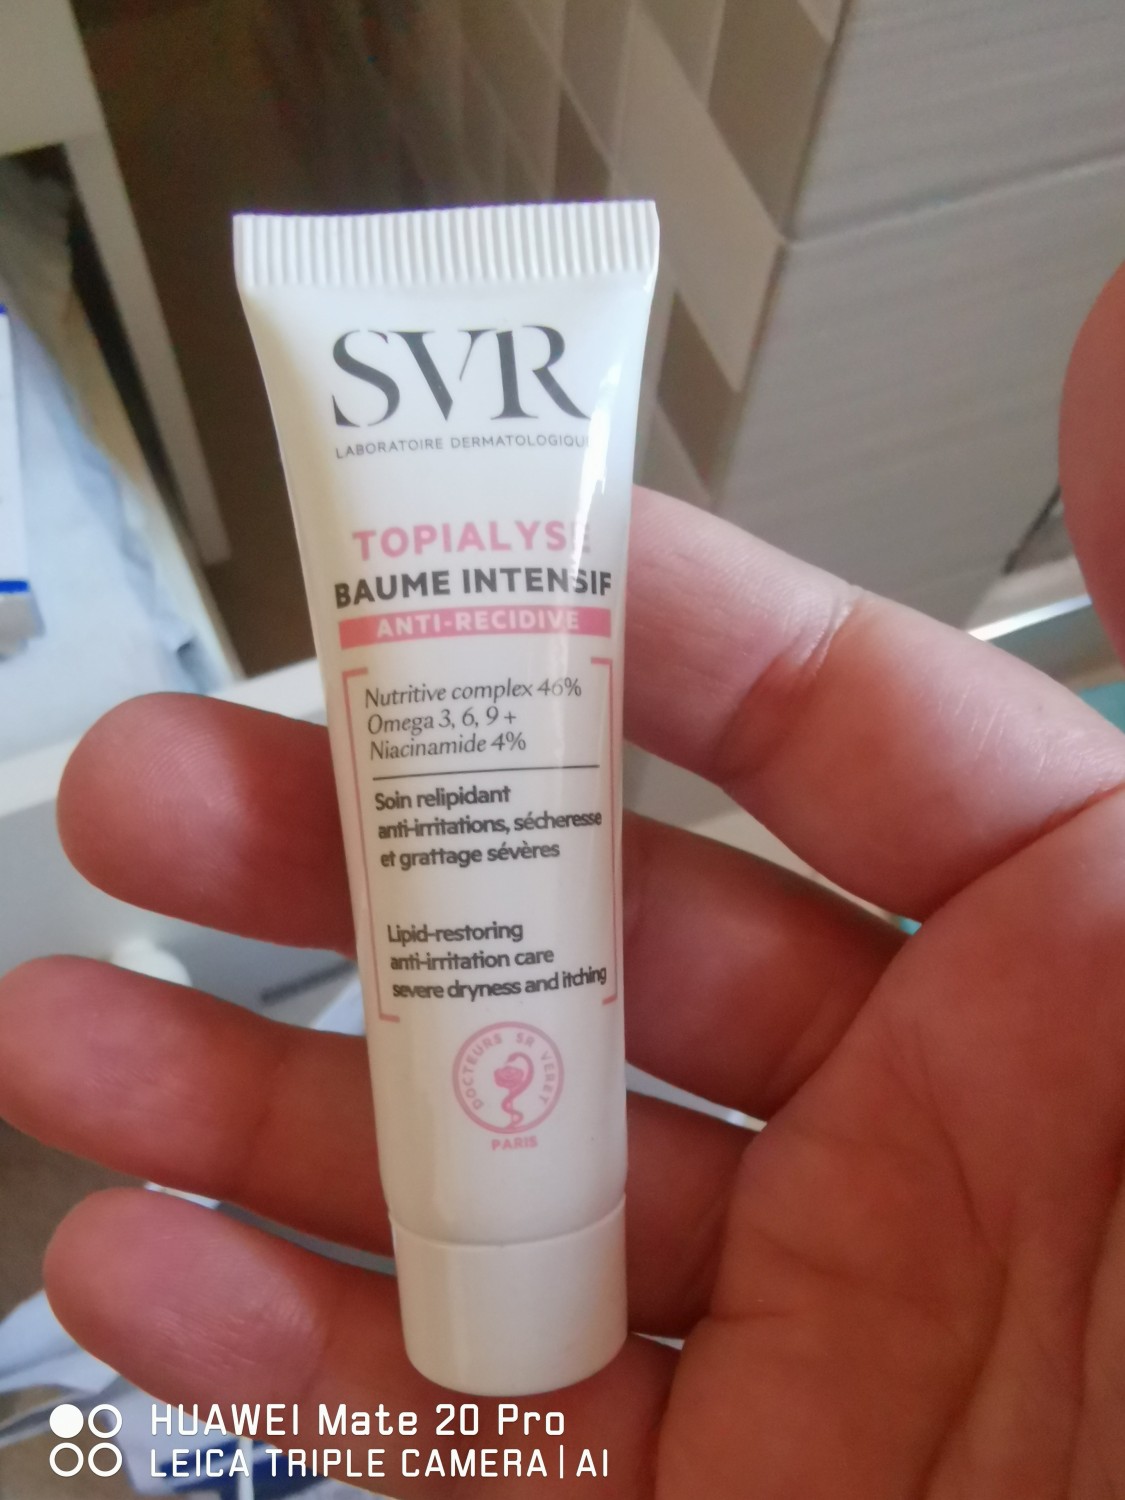 SVR
LABORATOIRE DERMATOLOGIQUE
TOPIALYSE
BAUME INTENSIF
ANTI-RECIDIVE
Nutritive complex 46%
Omega 3, 6, 9 +
Niacinamide 4%
Soin relipidant
anti-irritations, sécheresse
et grattage sévères
Lipid-restoring
anti-irritation care
severe dryness and itching
DOCTEURS SR VERET
PARIS
HUAWEI Mate 20 Pro
LEICA TRIPLE CAMERA | AI